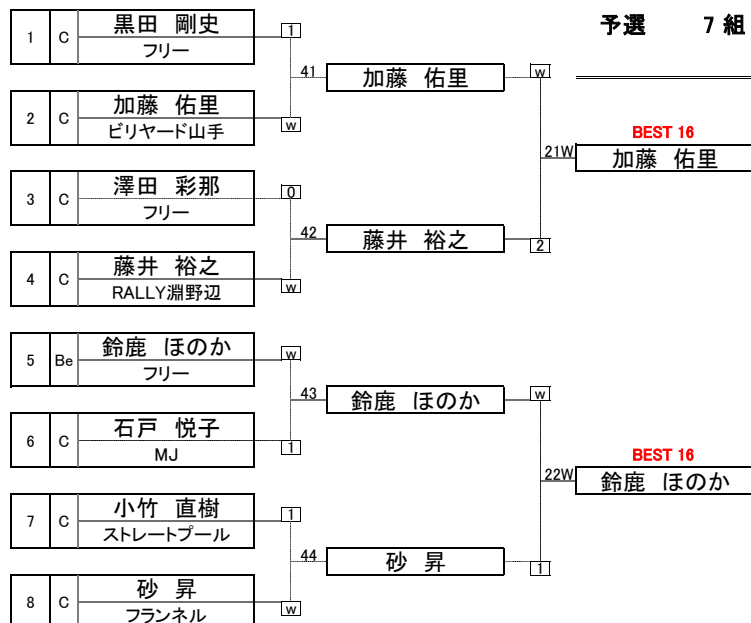 予選 7 組
1 C 黒田 剛史
フリー
1
41
加藤 佑里
w
2 C 加藤 佑里
ビリヤード山手
w
BEST 16
21W
加藤 佑里
3 C 澤田 彩那
フリー
0
42
藤井 裕之
2
4 C 藤井 裕之
RALLY淵野辺
w
5 Be 鈴鹿 ほのか
フリー
w
43
鈴鹿 ほのか
w
6 C 石戸 悦子
MJ
1
BEST 16
22W
鈴鹿 ほのか
7 C 小竹 直樹
ストレートプール
1
44
砂 昇
1
8 C 砂 昇
フランネル
w